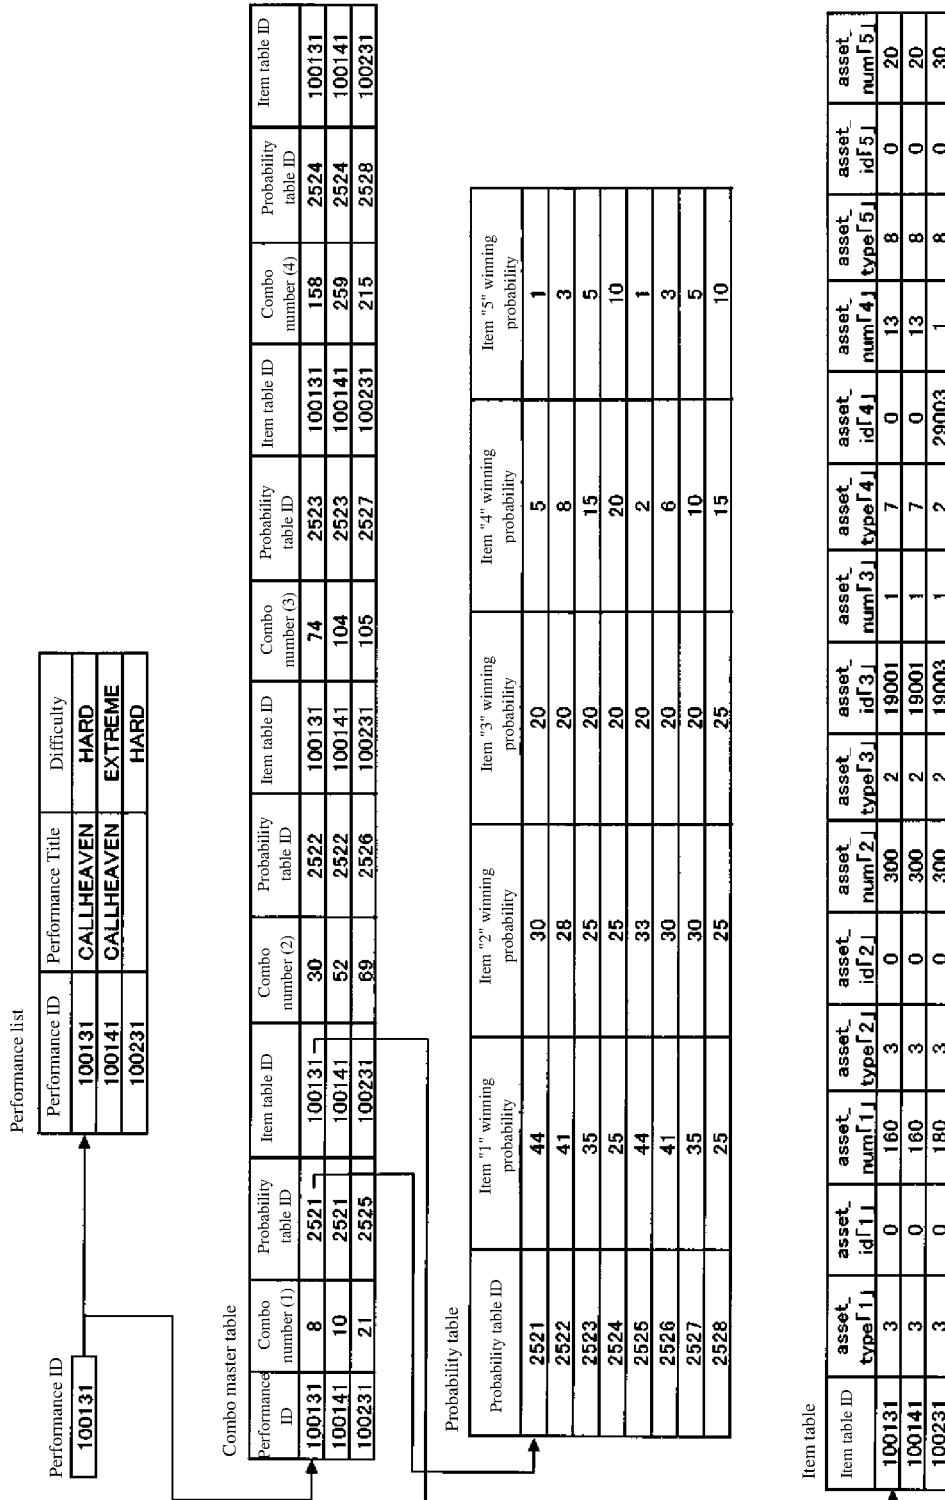 Performance ID
100131
Performance list
Performance ID Performance Title Difficulty
100131 CALLHEAVEN HARD
100141 CALLHEAVEN EXTREME
100231 HARD
Combo master table
Performance ID Combo number (1) Probability table ID Item table ID Combo number (2) Probability table ID Item table ID Combo number (3) Probability table ID Item table ID Combo number (4) Probability table ID Item table ID
100131 8 2521 100131 30 2522 100131 74 2523 100131 158 2524 100131
100141 10 2521 100141 52 2522 100141 104 2523 100141 259 2524 100141
100231 21 2525 100231 69 2526 100231 105 2527 100231 215 2528 100231
Probability table
Probability table ID Item "1" winning probability Item "2" winning probability Item "3" winning probability Item "4" winning probability Item "5" winning probability
2521 44 30 20 5 1
2522 41 28 20 8 3
2523 35 25 20 15 5
2524 25 25 20 20 10
2525 44 33 20 2 1
2526 41 30 20 6 3
2527 35 30 20 10 5
2528 25 25 25 15 10
Item table
Item table ID asset_type「1」 asset_id「1」 asset_num「1」 asset_type「2」 asset_id「2」 asset_num「2」 asset_type「3」 asset_id「3」 asset_num「3」 asset_type「4」 asset_id「4」 asset_num「4」 asset_type「5」 asset_id「5」 asset_num「5」
100131 3 0 160 3 0 300 2 19001 1 7 0 13 8 0 20
100141 3 0 160 3 0 300 2 19001 1 7 0 13 8 0 20
100231 3 0 180 3 0 300 2 19003 1 2 29003 1 8 0 30